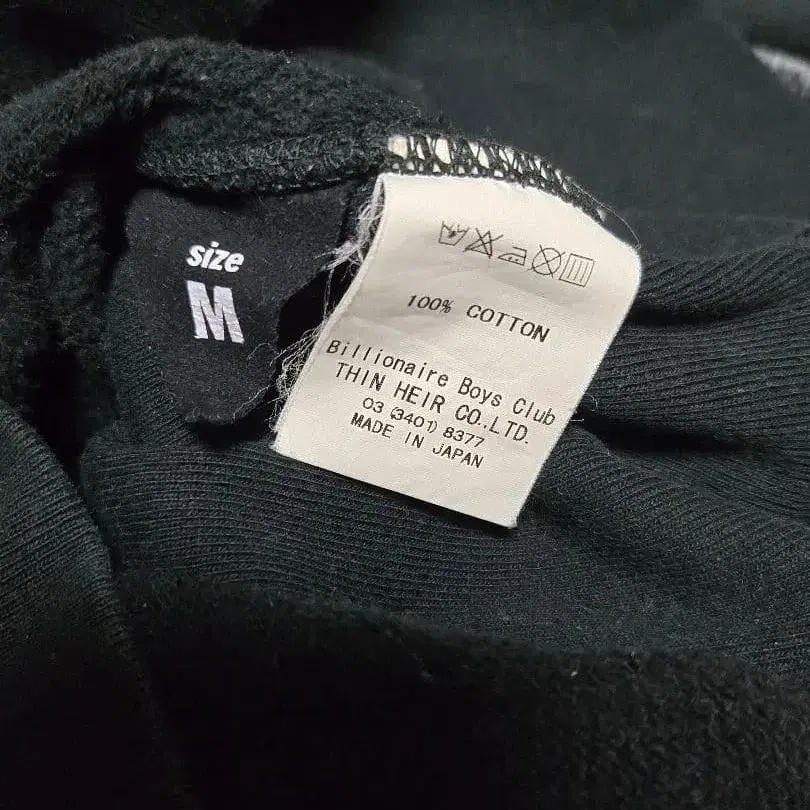 size
M
100% COTTON
Billionaire Boys Club
THIN HEIR CO.,LTD.
03 (3401) 8377
MADE IN JAPAN